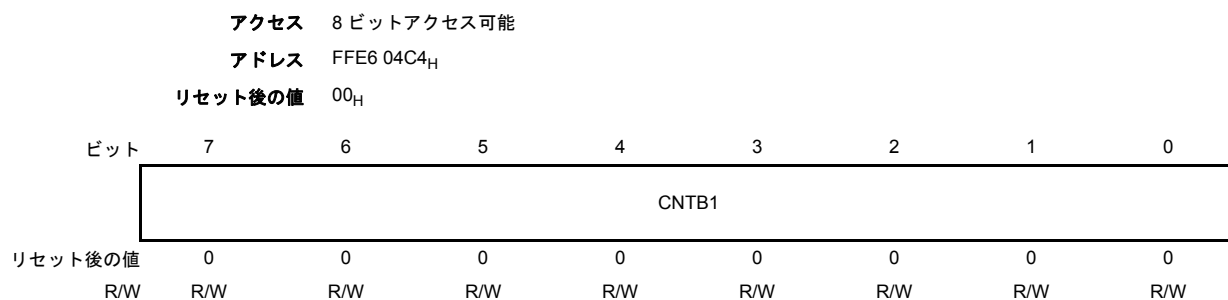 アクセス 8 ビットアクセス可能
アドレス FFE6 04C4H
リセット後の値 00H
ビット 7 6 5 4 3 2 1 0
CNTB1
リセット後の値 0 0 0 0 0 0 0 0
R/W R/W R/W R/W R/W R/W R/W R/W R/W